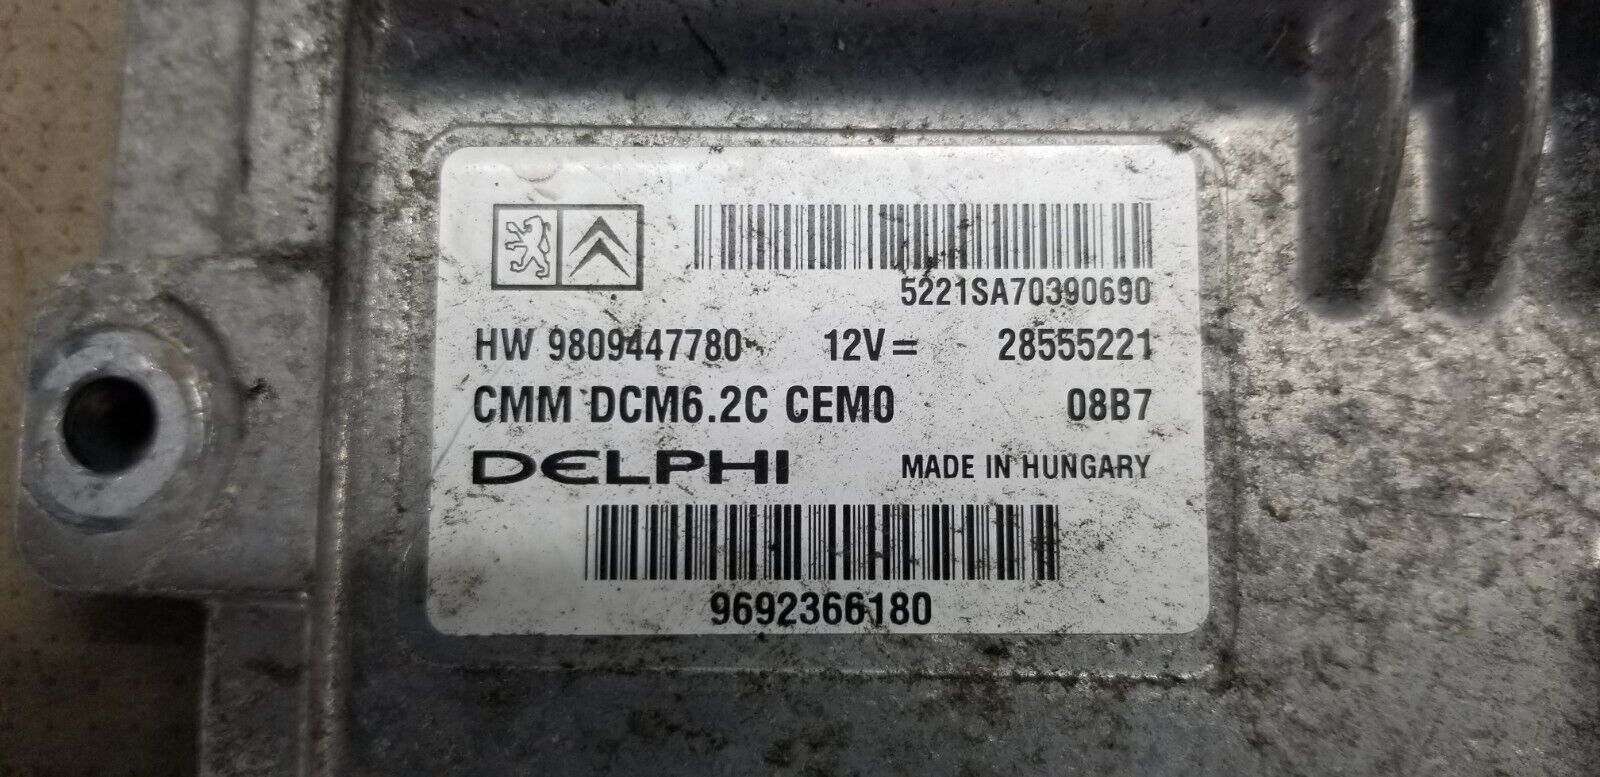 5221SA70390690
HW 9809447780 12V= 28555221
CMM DCM6.2C CEM0 08B7
DELPHI MADE IN HUNGARY
9692366180